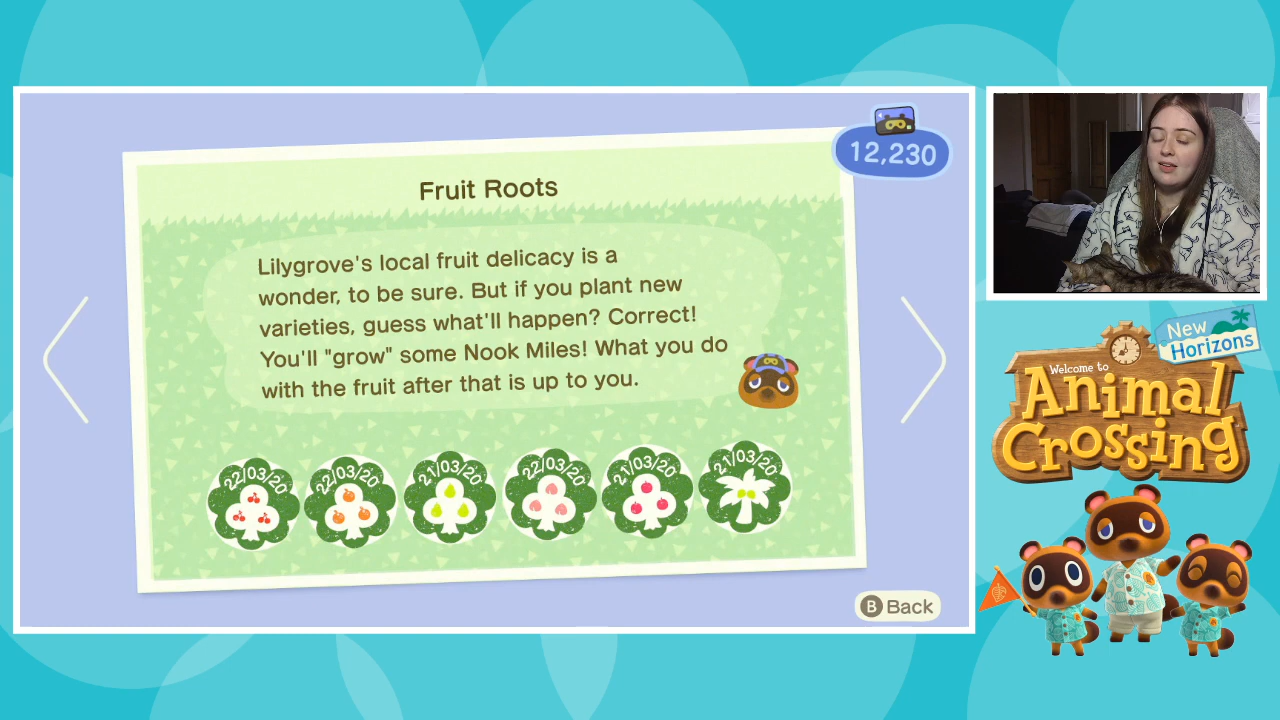 12,230
Fruit Roots
Lilygrove's local fruit delicacy is a
wonder, to be sure. But if you plant new
varieties, guess what'll happen? Correct!
You'll "grow" some Nook Miles! What you do
with the fruit after that is up to you.
22/03/20
22/03/20
21/03/20
22/03/20
21/03/20
21/03/20
B Back
New
Horizons
Welcome to
Animal
Crossing